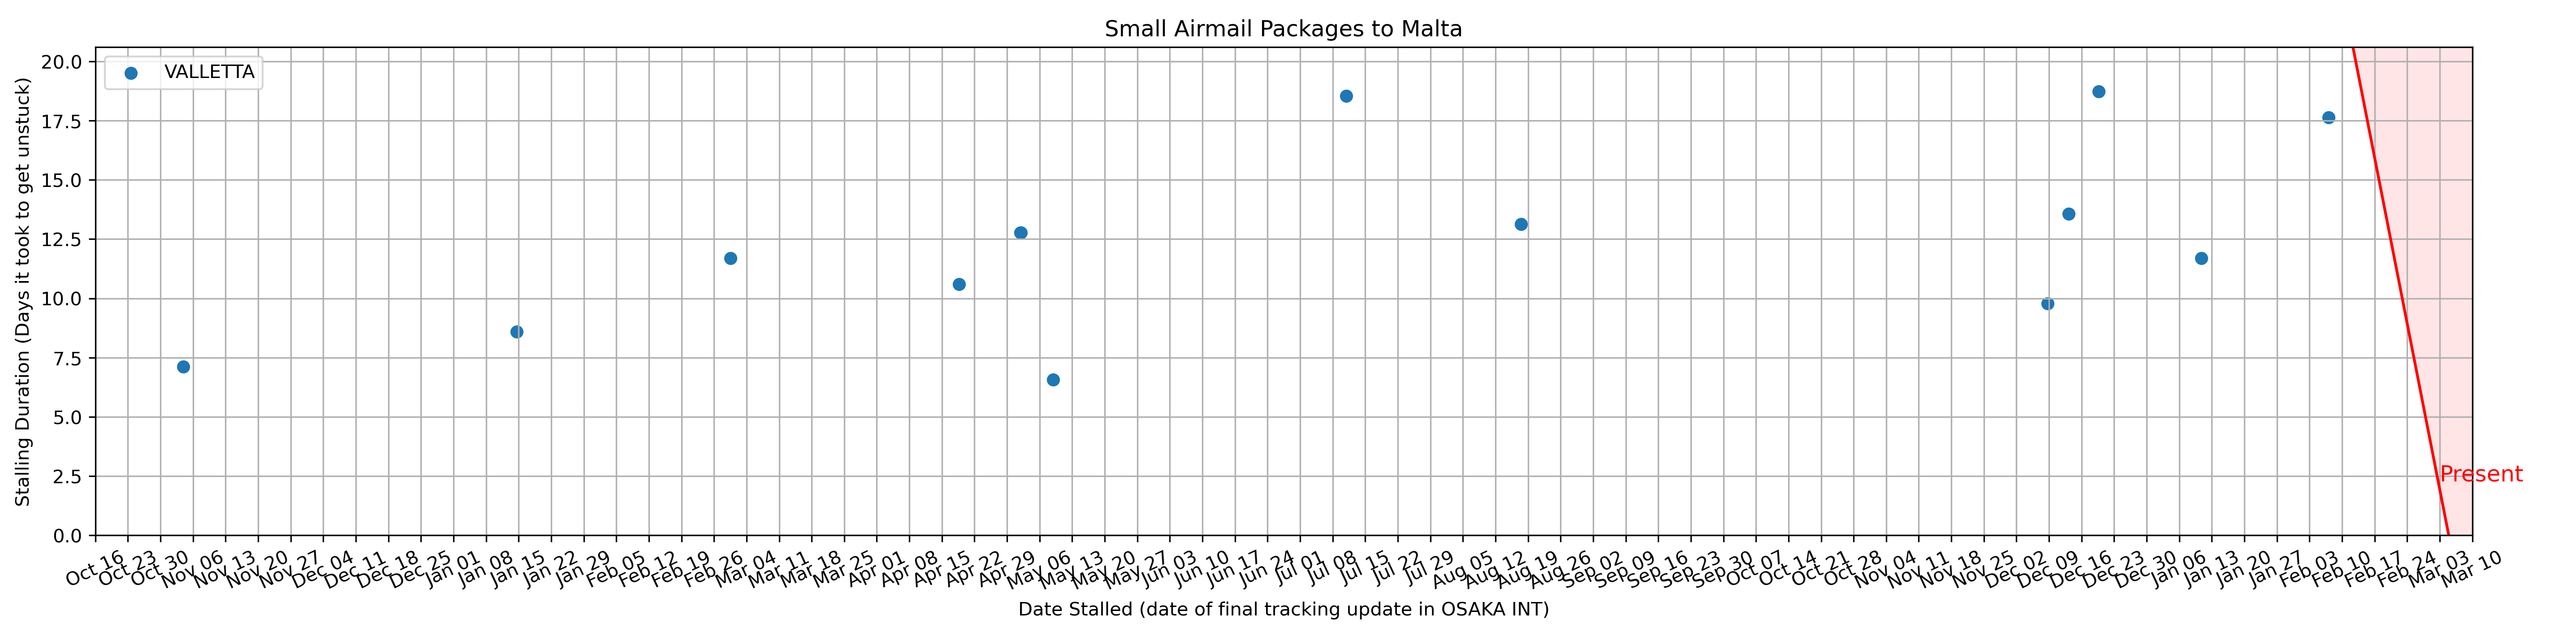 Small Airmail Packages to Malta
VALLETTA
Stalling Duration (Days it took to get unstuck)
20.0
17.5
15.0
12.5
10.0
7.5
5.0
2.5
0.0
Present
Oct 16 Oct 23 Oct 30 Nov 06 Nov 13 Nov 20 Nov 27 Dec 04 Dec 11 Dec 18 Dec 25 Jan 01 Jan 08 Jan 15 Jan 22 Jan 29 Feb 05 Feb 12 Feb 19 Feb 26 Mar 04 Mar 11 Mar 18 Mar 25 Apr 01 Apr 08 Apr 15 Apr 22 Apr 29 May 06 May 13 May 20 May 27 Jun 03 Jun 10 Jun 17 Jun 24 Jul 01 Jul 08 Jul 15 Jul 22 Jul 29 Aug 05 Aug 12 Aug 19 Aug 26 Sep 02 Sep 09 Sep 16 Sep 23 Sep 30 Oct 07 Oct 14 Oct 21 Oct 28 Nov 04 Nov 11 Nov 18 Nov 25 Dec 02 Dec 09 Dec 16 Dec 23 Dec 30 Jan 06 Jan 13 Jan 20 Jan 27 Feb 03 Feb 10 Feb 17 Feb 24 Mar 03 Mar 10
Date Stalled (date of final tracking update in OSAKA INT)